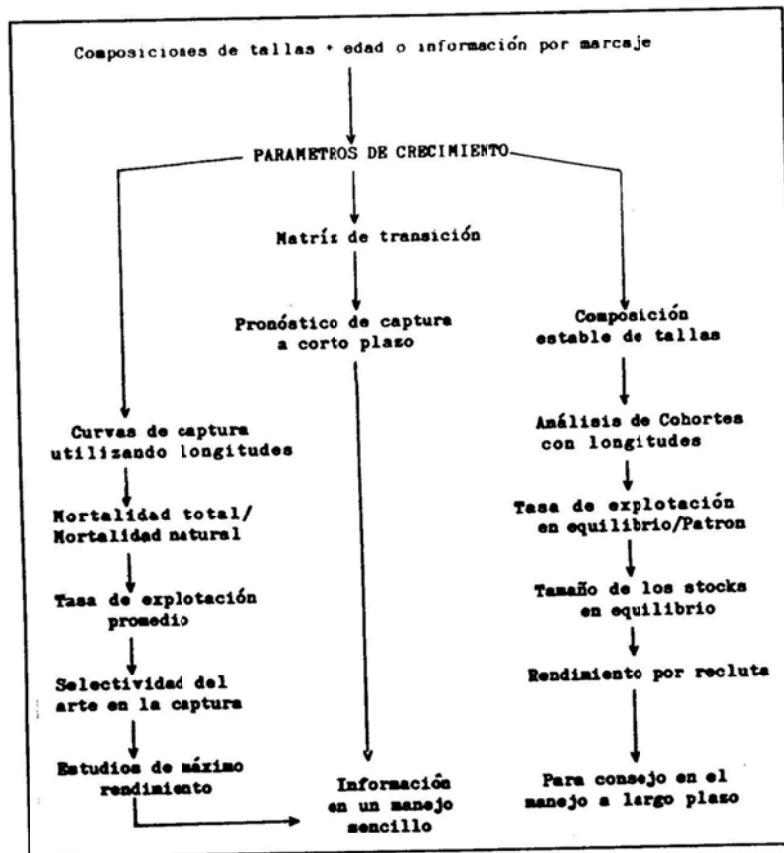 Composiciones de tallas + edad o información por marcaje
PARAMETROS DE CRECIMIENTO
Matríz de transición
Pronóstico de captura
a corto plazo
Composición
estable de tallas
Curvas de captura
utilizando longitudes
Análisis de Cohortes
con longitudes
Mortalidad total/
Mortalidad natural
Tasa de explotación
en equilibrio/Patron
Tasa de explotación
promedio
Tamaño de los stocks
en equilibrio
Selectividad del
arte en la captura
Rendimiento por recluta
Estudios de máximo
rendimiento
Información
en un manejo
sencillo
Para consejo en el
manejo a largo plazo